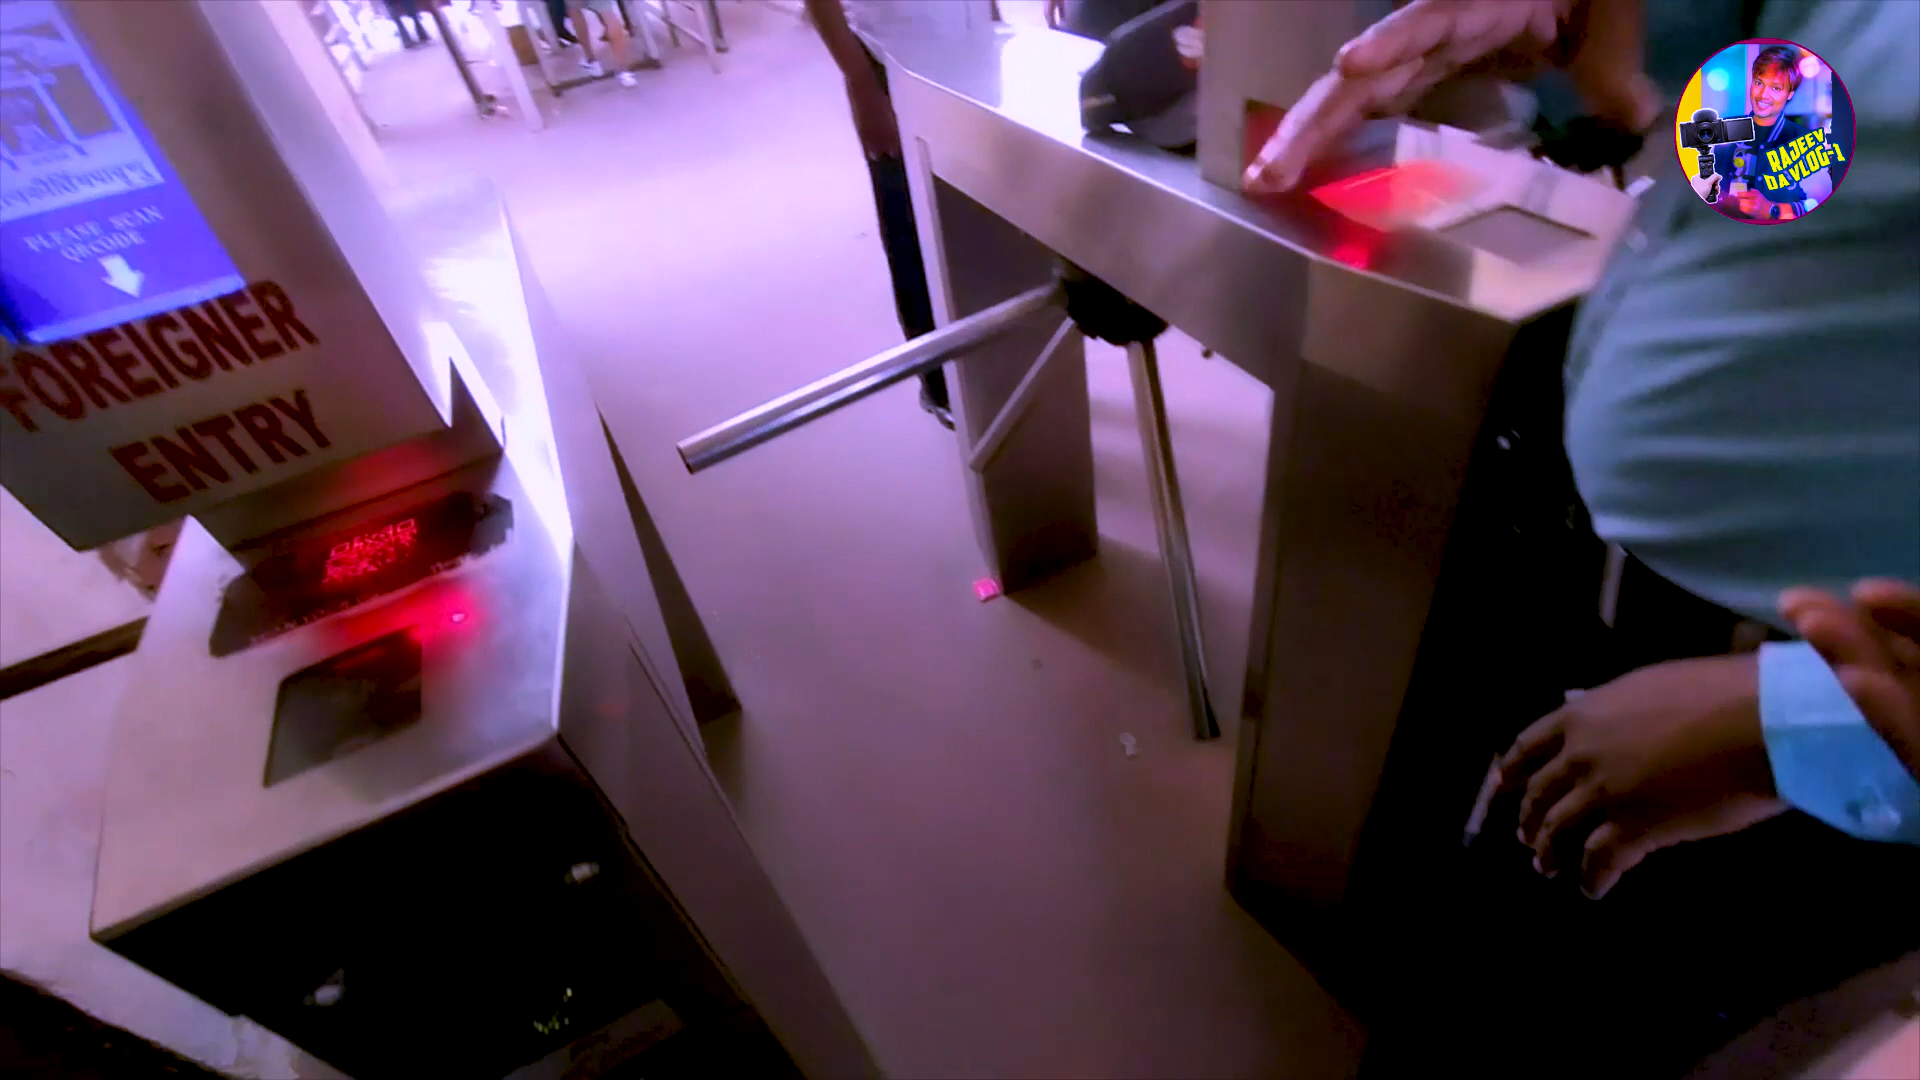 PLEASE SCAN
QRCODE
FOREIGNER
ENTRY
RAJEEV
DA VLOG-1